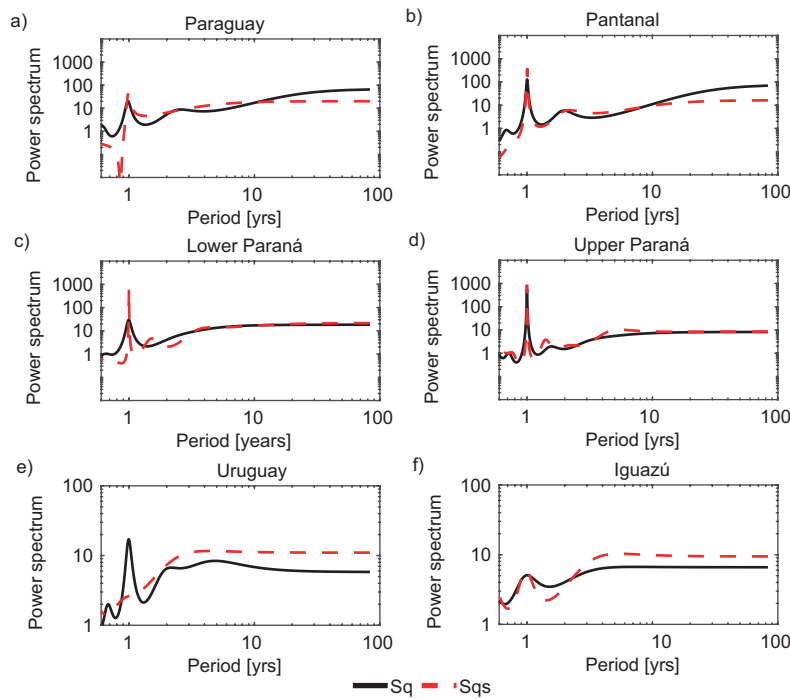 a) Paraguay
Power spectrum
1000
100
10
1
1 10 100
Period [yrs]
b) Pantanal
Power spectrum
1000
100
10
1
1 10 100
Period [yrs]
c) Lower Paraná
Power spectrum
1000
100
10
1
1 10 100
Period [years]
d) Upper Paraná
Power spectrum
1000
100
10
1
1 10 100
Period [yrs]
e) Uruguay
Power spectrum
100
10
1
1 10 100
Period [yrs]
f) Iguazú
Power spectrum
100
10
1
1 10 100
Period [yrs]
Sq Sqs